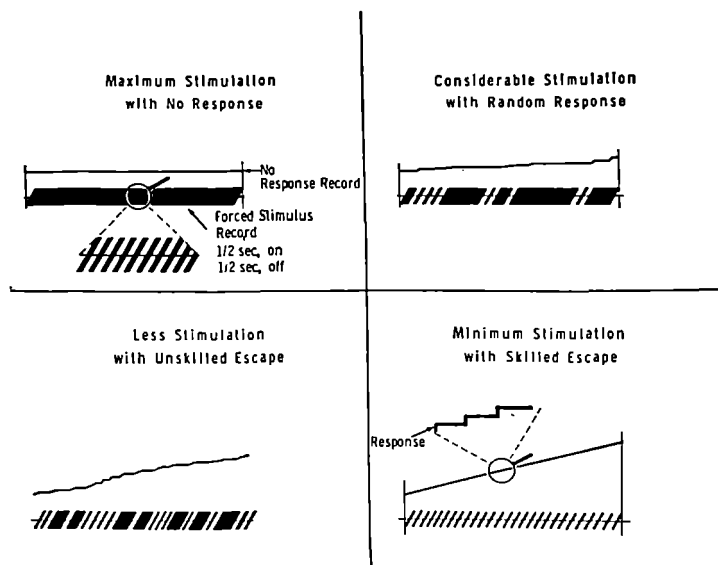 Maximum Stimulation
with No Response
No
Response Record
Forced Stimulus
Record
1/2 sec, on
1/2 sec, off
Considerable Stimulation
with Random Response
Less Stimulation
with Unskilled Escape
Minimum Stimulation
with Skilled Escape
Response